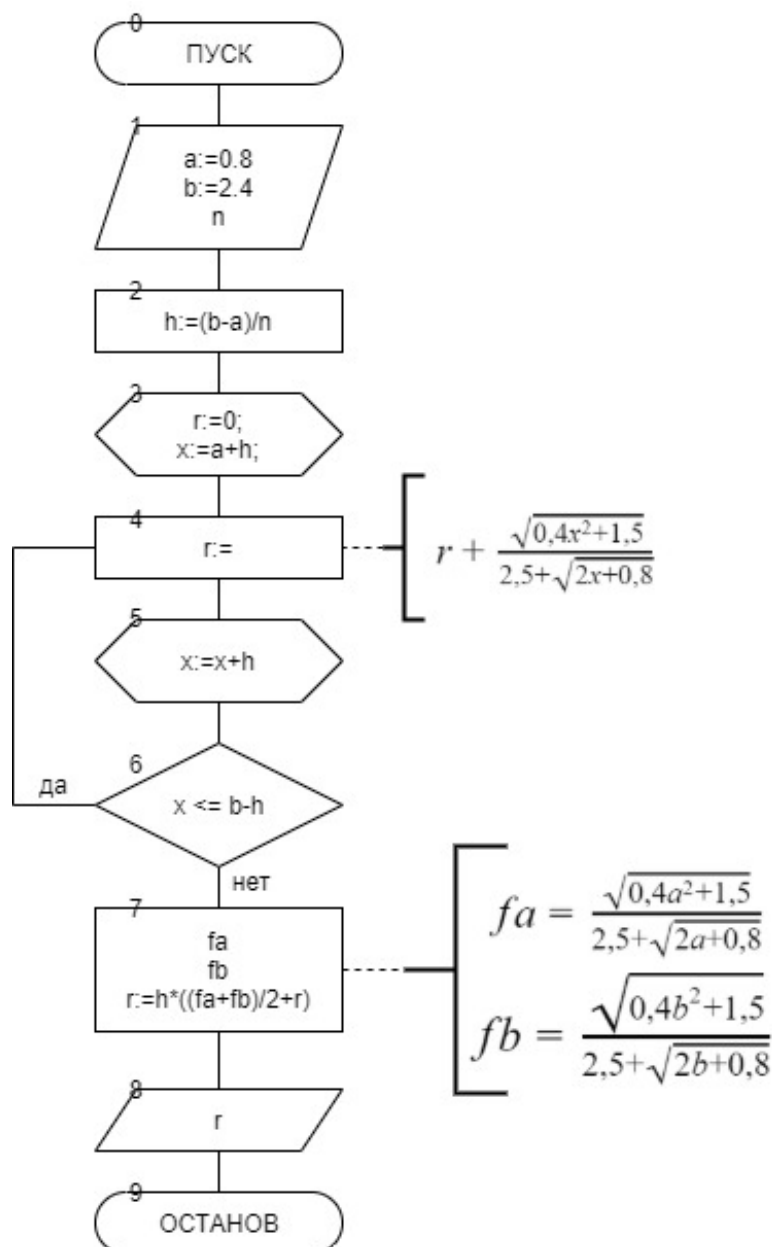 0
ПУСК
1
a:=0.8
b:=2.4
n
2
h:=(b-a)/n
3
r:=0;
x:=a+h;
4
r:=
r + √(0,4x²+1,5) / (2,5+√(2x+0,8))
5
x:=x+h
6
да
x <= b-h
нет
7
fa
fb
r:=h*((fa+fb)/2+r)
fa = √(0,4a²+1,5) / (2,5+√(2a+0,8))
fb = √(0,4b²+1,5) / (2,5+√(2b+0,8))
8
r
9
ОСТАНОВ